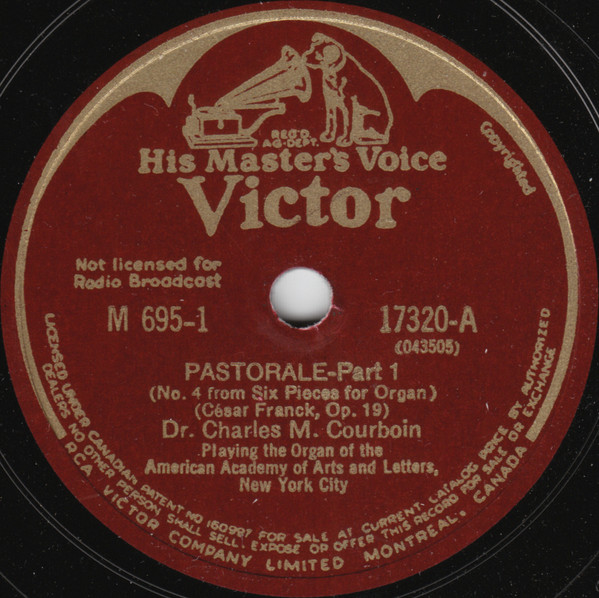 REG'D.
AG-DEPT.
Copyrighted
His Master's Voice
Victor
Not licensed for
Radio Broadcast
M 695-1
17320-A
(043505)
PASTORALE-Part 1
(No. 4 from Six Pieces for Organ)
(César Franck, Op. 19)
Dr. Charles M. Courboin
Playing the Organ of the
American Academy of Arts and Letters,
New York City
LICENSED UNDER CANADIAN PATENT NO 160997 FOR SALE AT CURRENT CATALOG PRICE BY AUTHORIZED
DEALERS NO OTHER PERSON SHALL SELL, EXPOSE OR OFFER THIS RECORD FOR SALE OR EXCHANGE
RCA VICTOR COMPANY LIMITED MONTREAL, CANADA